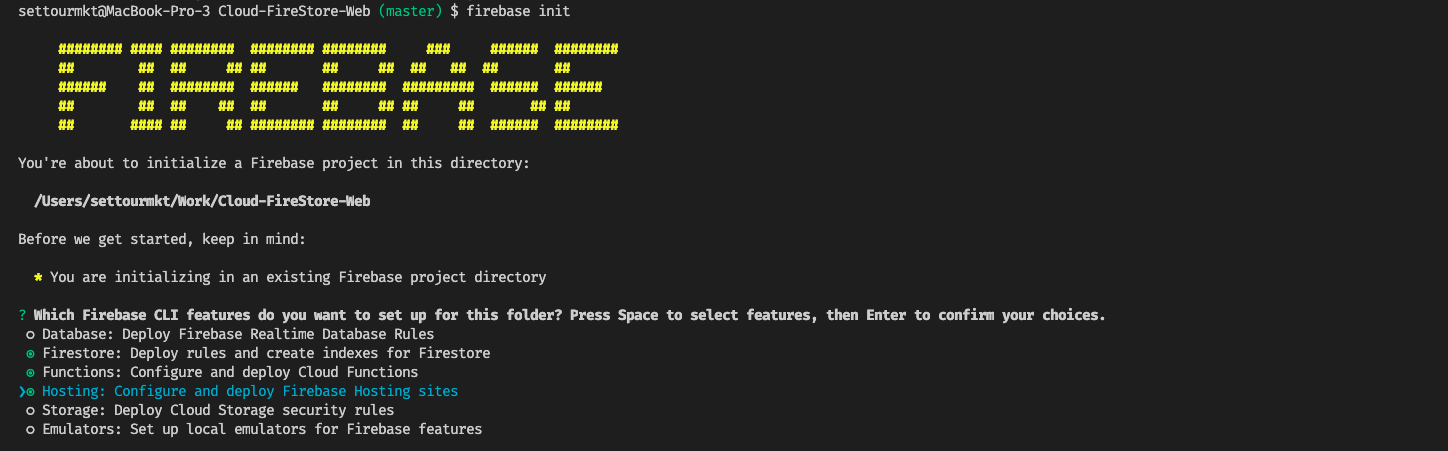 settourmkt@MacBook-Pro-3 Cloud-FireStore-Web (master) $ firebase init
FIREBASE
You're about to initialize a Firebase project in this directory:
/Users/settourmkt/Work/Cloud-FireStore-Web
Before we get started, keep in mind:
* You are initializing in an existing Firebase project directory
? Which Firebase CLI features do you want to set up for this folder? Press Space to select features, then Enter to confirm your choices.
◯ Database: Deploy Firebase Realtime Database Rules
◉ Firestore: Deploy rules and create indexes for Firestore
◉ Functions: Configure and deploy Cloud Functions
❯◉ Hosting: Configure and deploy Firebase Hosting sites
◯ Storage: Deploy Cloud Storage security rules
◯ Emulators: Set up local emulators for Firebase features